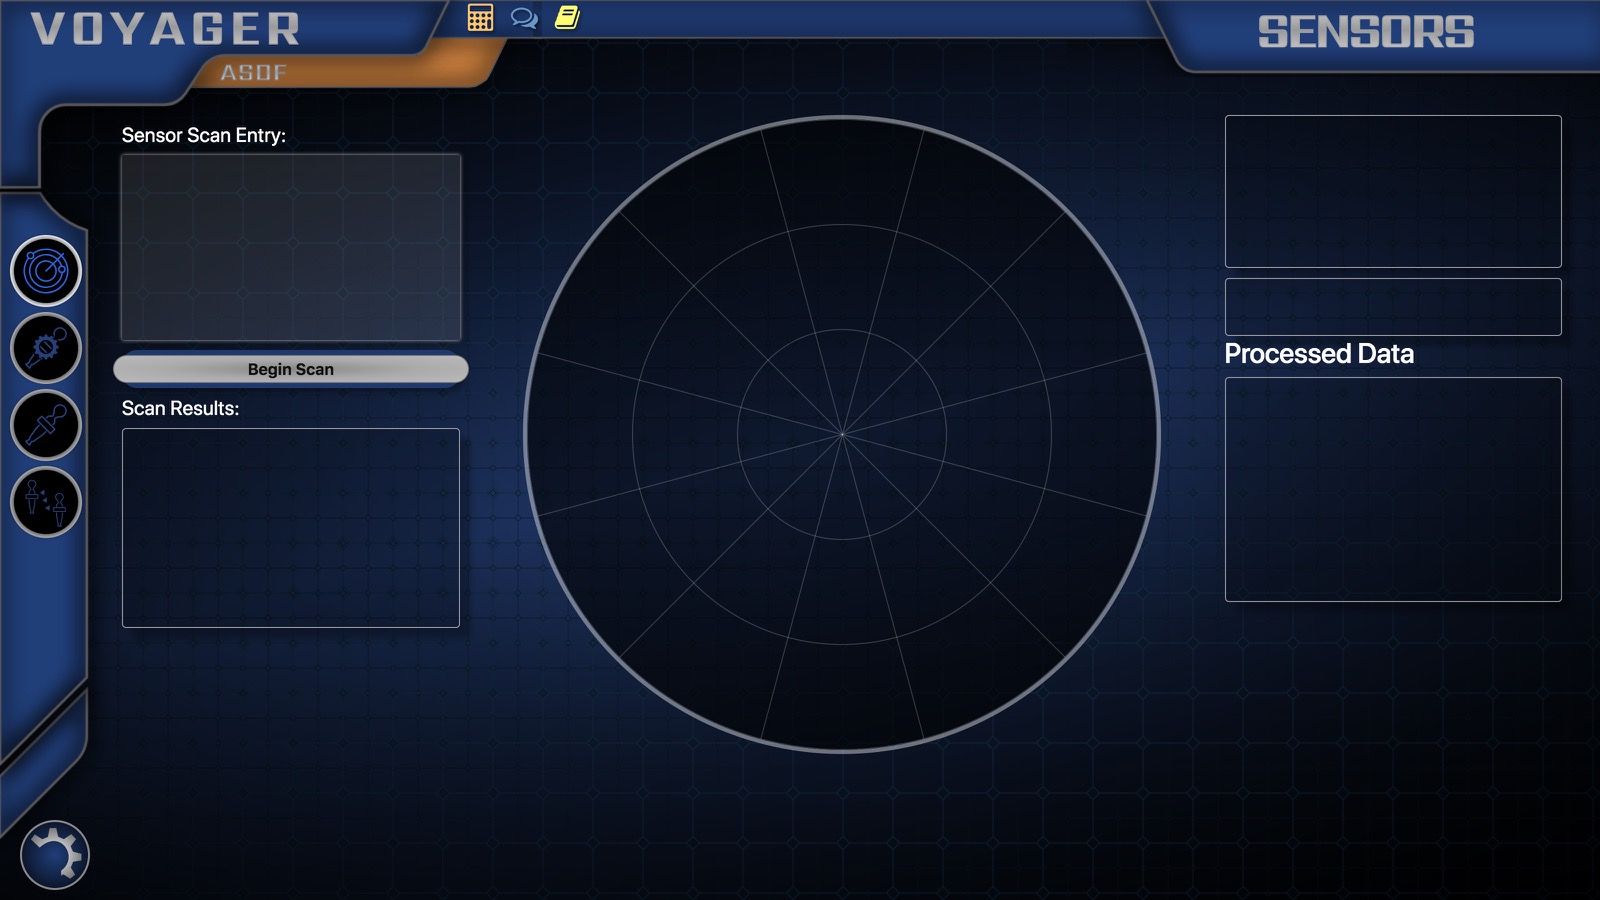 VOYAGER
ASDF
SENSORS
Sensor Scan Entry:
Begin Scan
Scan Results:
Processed Data